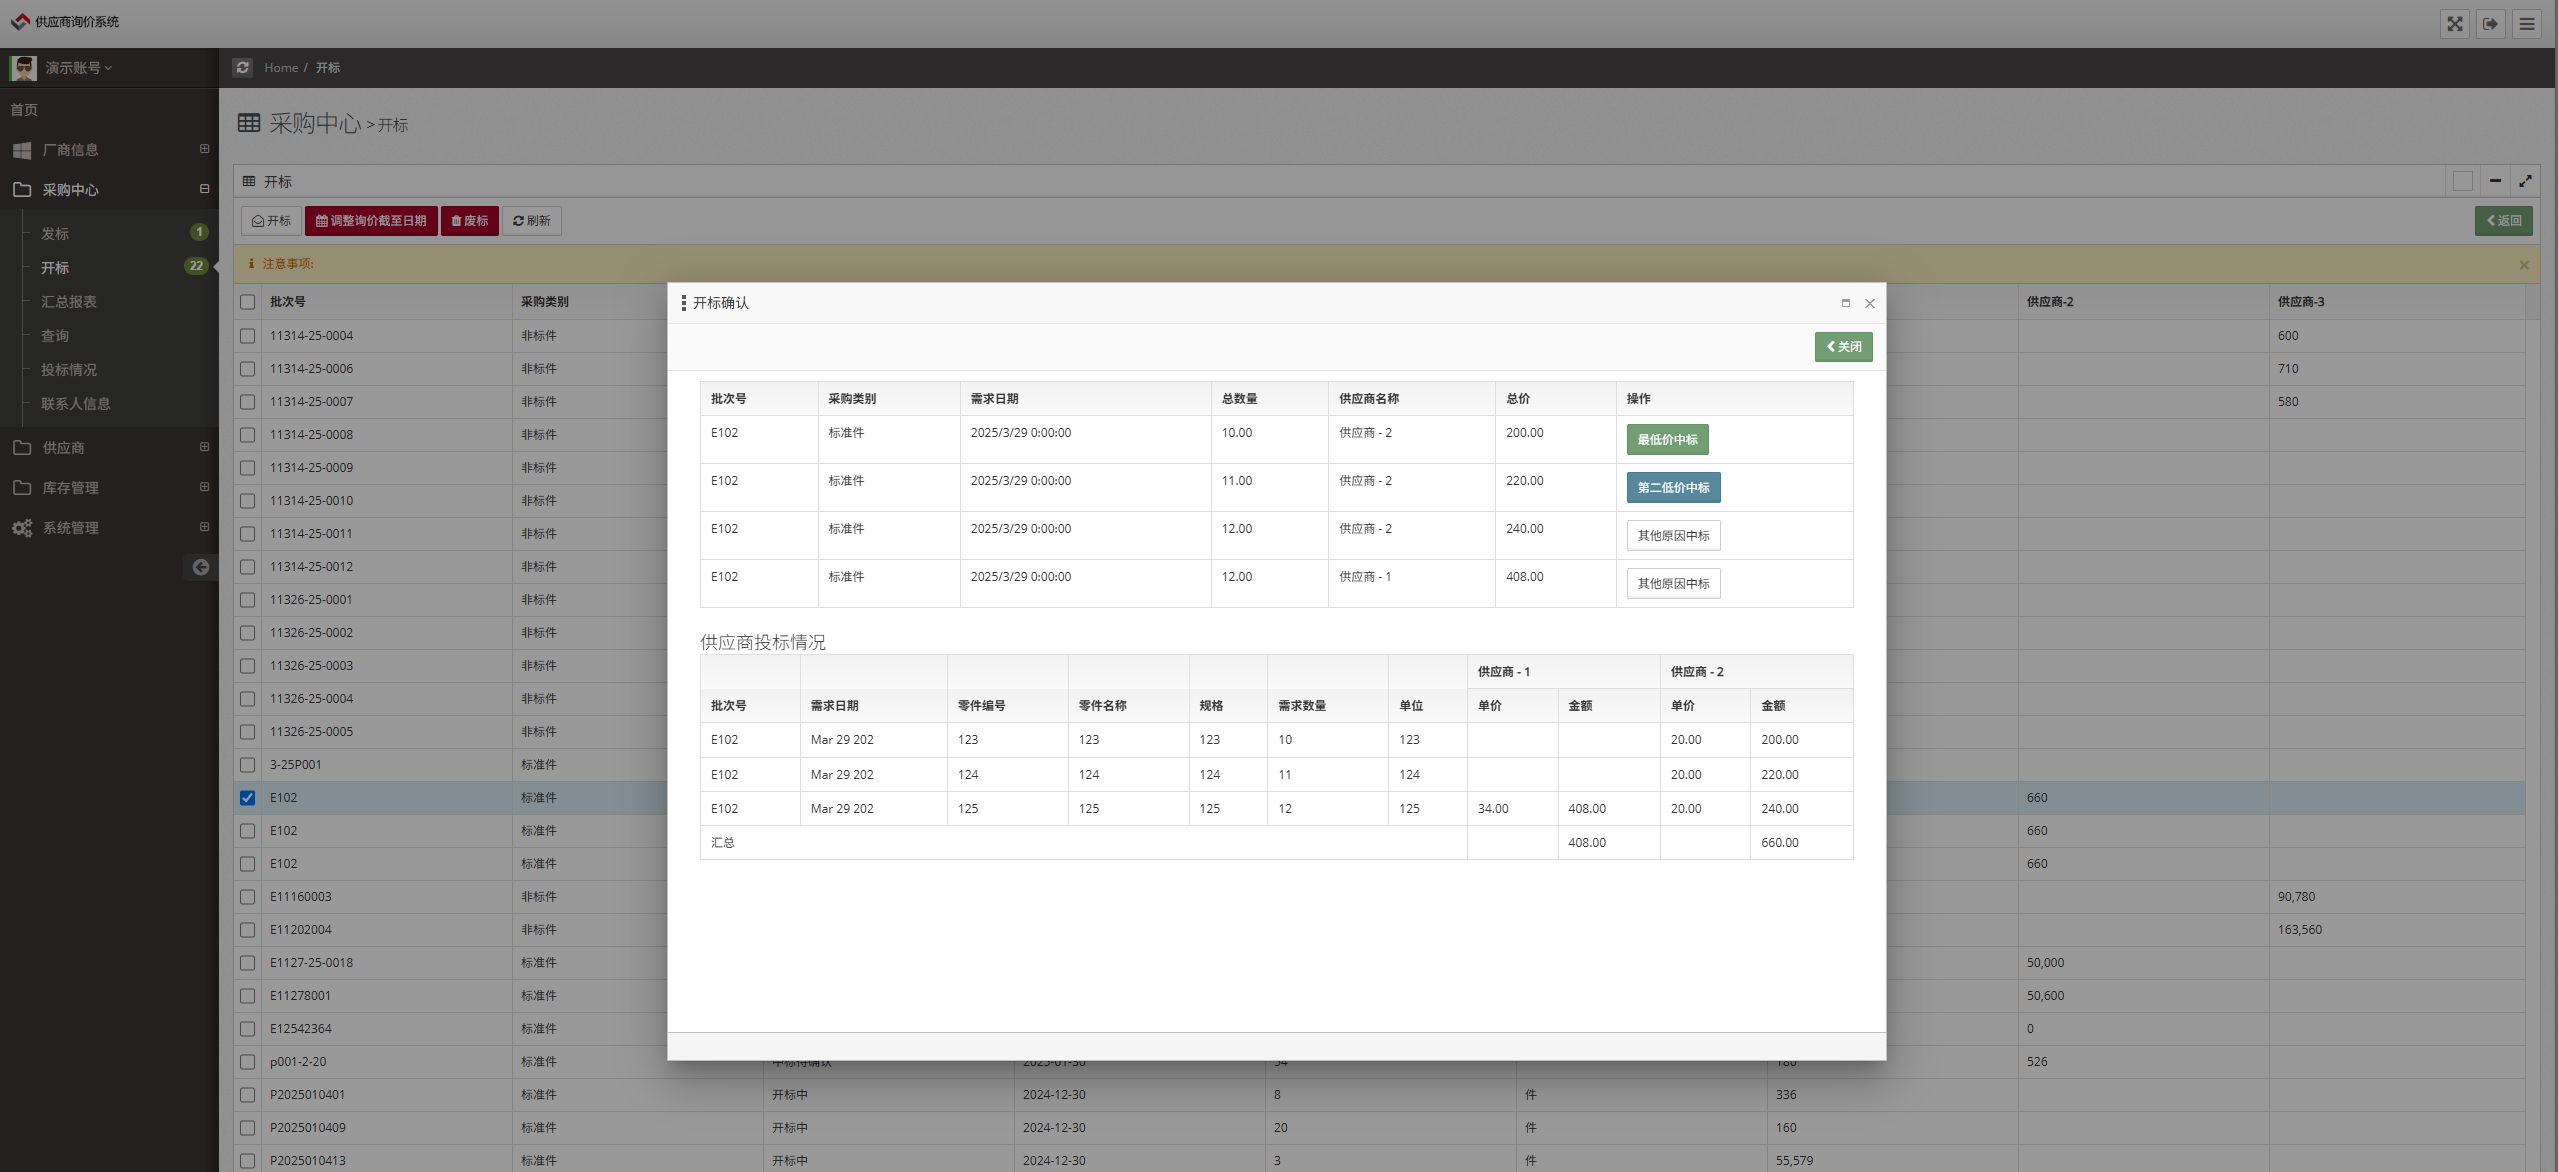 供应商询价系统
演示账号
Home / 开标
首页
厂商信息
采购中心
发标 1
开标 22
汇总报表
查询
投标情况
联系人信息
供应商
库存管理
系统管理
采购中心 > 开标
开标
开标 调整询价截至日期 废标 刷新 返回
注意事项:
批次号 采购类别 供应商-2 供应商-3
11314-25-0004 非标件 600
11314-25-0006 非标件 710
11314-25-0007 非标件 580
11314-25-0008 非标件
11314-25-0009 非标件
11314-25-0010 非标件
11314-25-0011 非标件
11314-25-0012 非标件
11326-25-0001 非标件
11326-25-0002 非标件
11326-25-0003 非标件
11326-25-0004 非标件
11326-25-0005 非标件
3-25P001 标准件
E102 标准件 660
E102 标准件 660
E102 标准件 660
E11160003 非标件 90,780
E11202004 非标件 163,560
E1127-25-0018 标准件 50,000
E11278001 标准件 50,600
E12542364 标准件 0
p001-2-20 标准件 中标待确认 2025-01-30 54 180 526
P2025010401 标准件 开标中 2024-12-30 8 件 336
P2025010409 标准件 开标中 2024-12-30 20 件 160
P2025010413 标准件 开标中 2024-12-30 3 件 55,579
开标确认
关闭
批次号 采购类别 需求日期 总数量 供应商名称 总价 操作
E102 标准件 2025/3/29 0:00:00 10.00 供应商 - 2 200.00 最低价中标
E102 标准件 2025/3/29 0:00:00 11.00 供应商 - 2 220.00 第二低价中标
E102 标准件 2025/3/29 0:00:00 12.00 供应商 - 2 240.00 其他原因中标
E102 标准件 2025/3/29 0:00:00 12.00 供应商 - 1 408.00 其他原因中标
供应商投标情况
供应商 - 1 供应商 - 2
批次号 需求日期 零件编号 零件名称 规格 需求数量 单位 单价 金额 单价 金额
E102 Mar 29 202 123 123 123 10 123 20.00 200.00
E102 Mar 29 202 124 124 124 11 124 20.00 220.00
E102 Mar 29 202 125 125 125 12 125 34.00 408.00 20.00 240.00
汇总 408.00 660.00